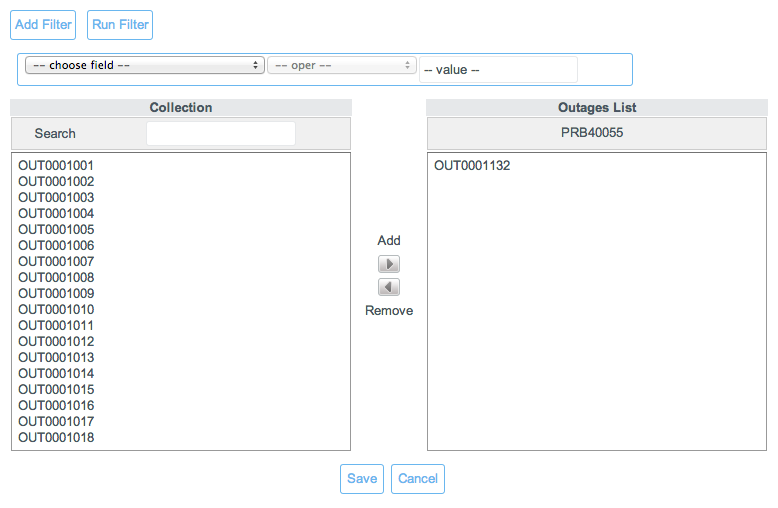 Add Filter Run Filter
-- choose field -- -- oper -- -- value --
Collection Outages List
Search PRB40055
OUT0001001 OUT0001132
OUT0001002
OUT0001003
OUT0001004
OUT0001005
OUT0001006
OUT0001007
OUT0001008
OUT0001009
OUT0001010
OUT0001011
OUT0001012
OUT0001013
OUT0001014
OUT0001015
OUT0001016
OUT0001017
OUT0001018
Add
Remove
Save Cancel